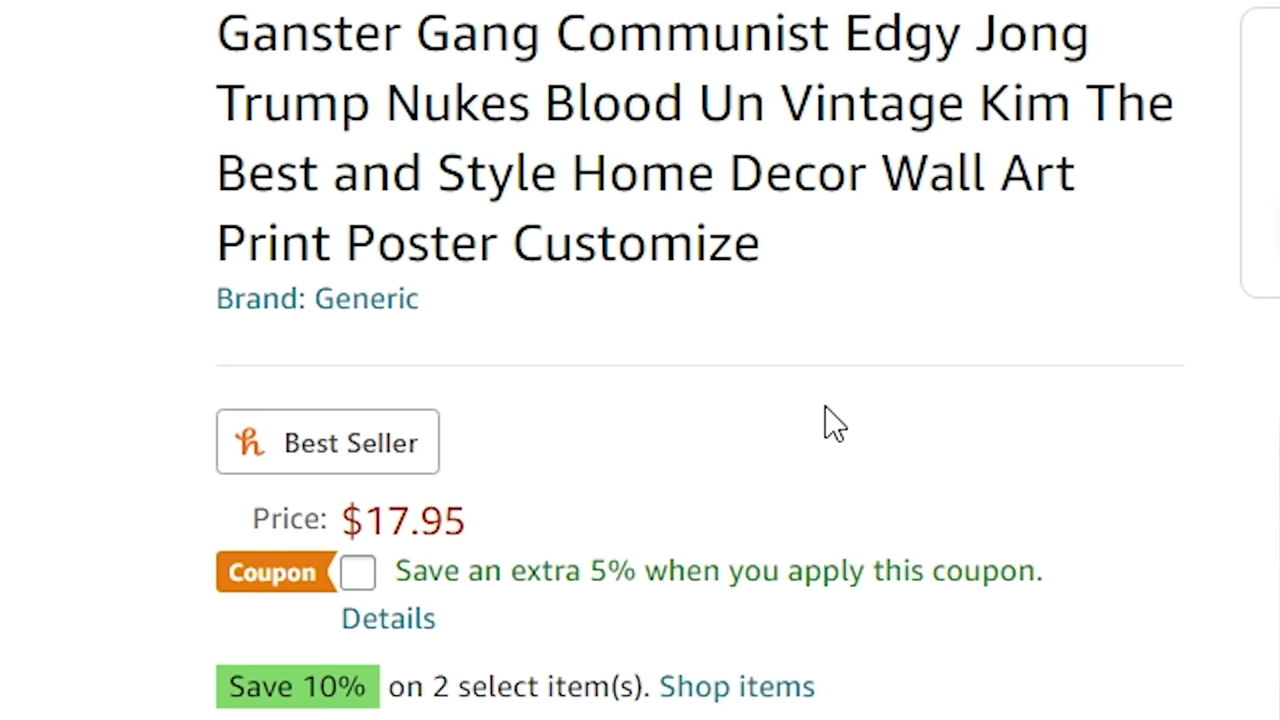 Ganster Gang Communist Edgy Jong
Trump Nukes Blood Un Vintage Kim The
Best and Style Home Decor Wall Art
Print Poster Customize
Brand: Generic
h Best Seller
Price: $17.95
Coupon Save an extra 5% when you apply this coupon.
Details
Save 10% on 2 select item(s). Shop items